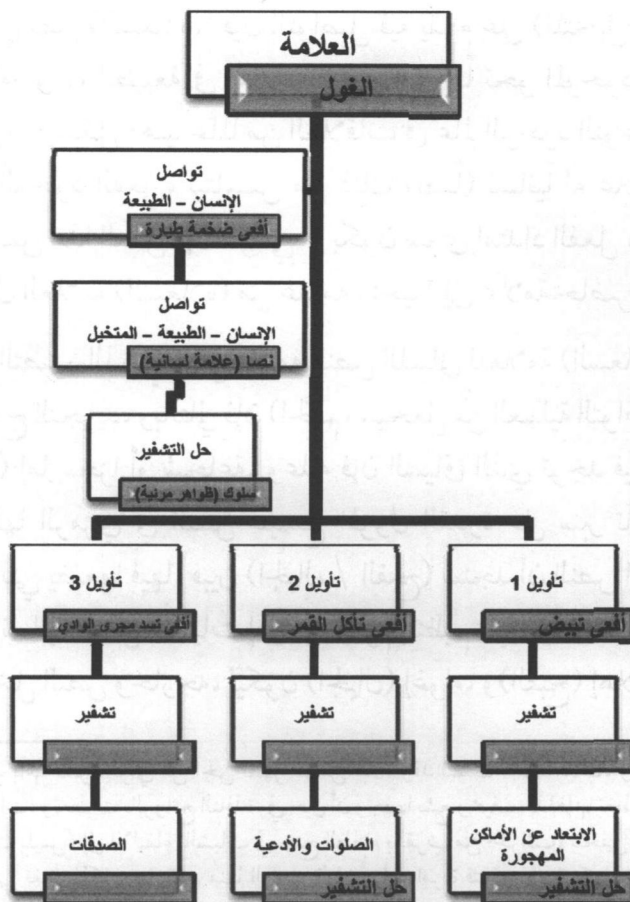 العلامة
الغول
تواصل
الإنسان – الطبيعة
أفعى ضخمة طيارة
تواصل
الإنسان – الطبيعة – المتخيل
نصا (علامة لسانية)
حل التشفير
سلوك (ظواهر مرئية)
تأويل 1
أفعى تبيض
تأويل 2
أفعى تأكل القمر
تأويل 3
أفعى تسد مجرى الوادي
تشفير
تشفير
تشفير
الابتعاد عن الأماكن
المهجورة
حل التشفير
الصلوات والأدعية
حل التشفير
الصدقات